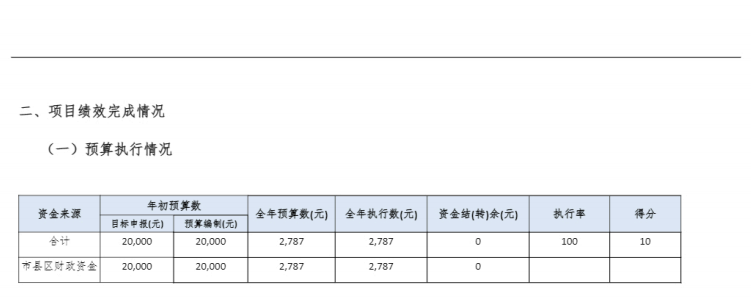 二、项目绩效完成情况
（一）预算执行情况
资金来源 年初预算数 全年预算数(元) 全年执行数(元) 资金结(转)余(元) 执行率 得分
目标申报(元) 预算编制(元)
合计 20,000 20,000 2,787 2,787 0 100 10
市县区财政资金 20,000 20,000 2,787 2,787 0